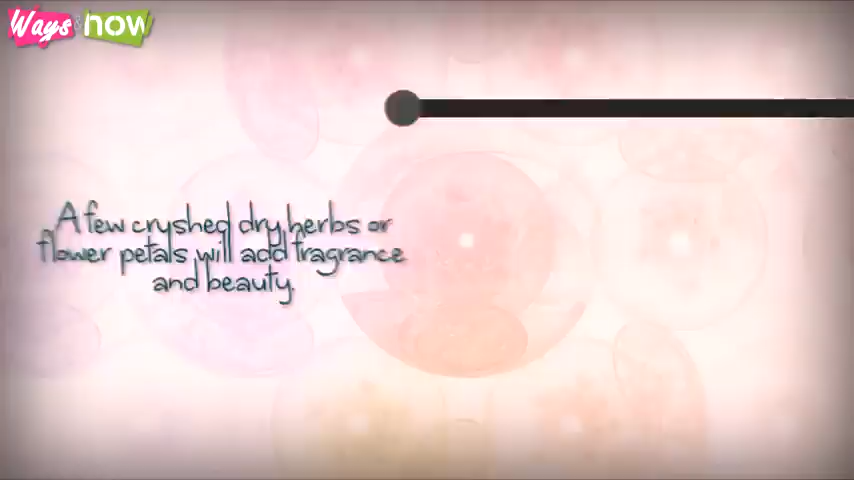 Ways & now
A few crushed dry herbs or
flower petals will add fragrance
and beauty.